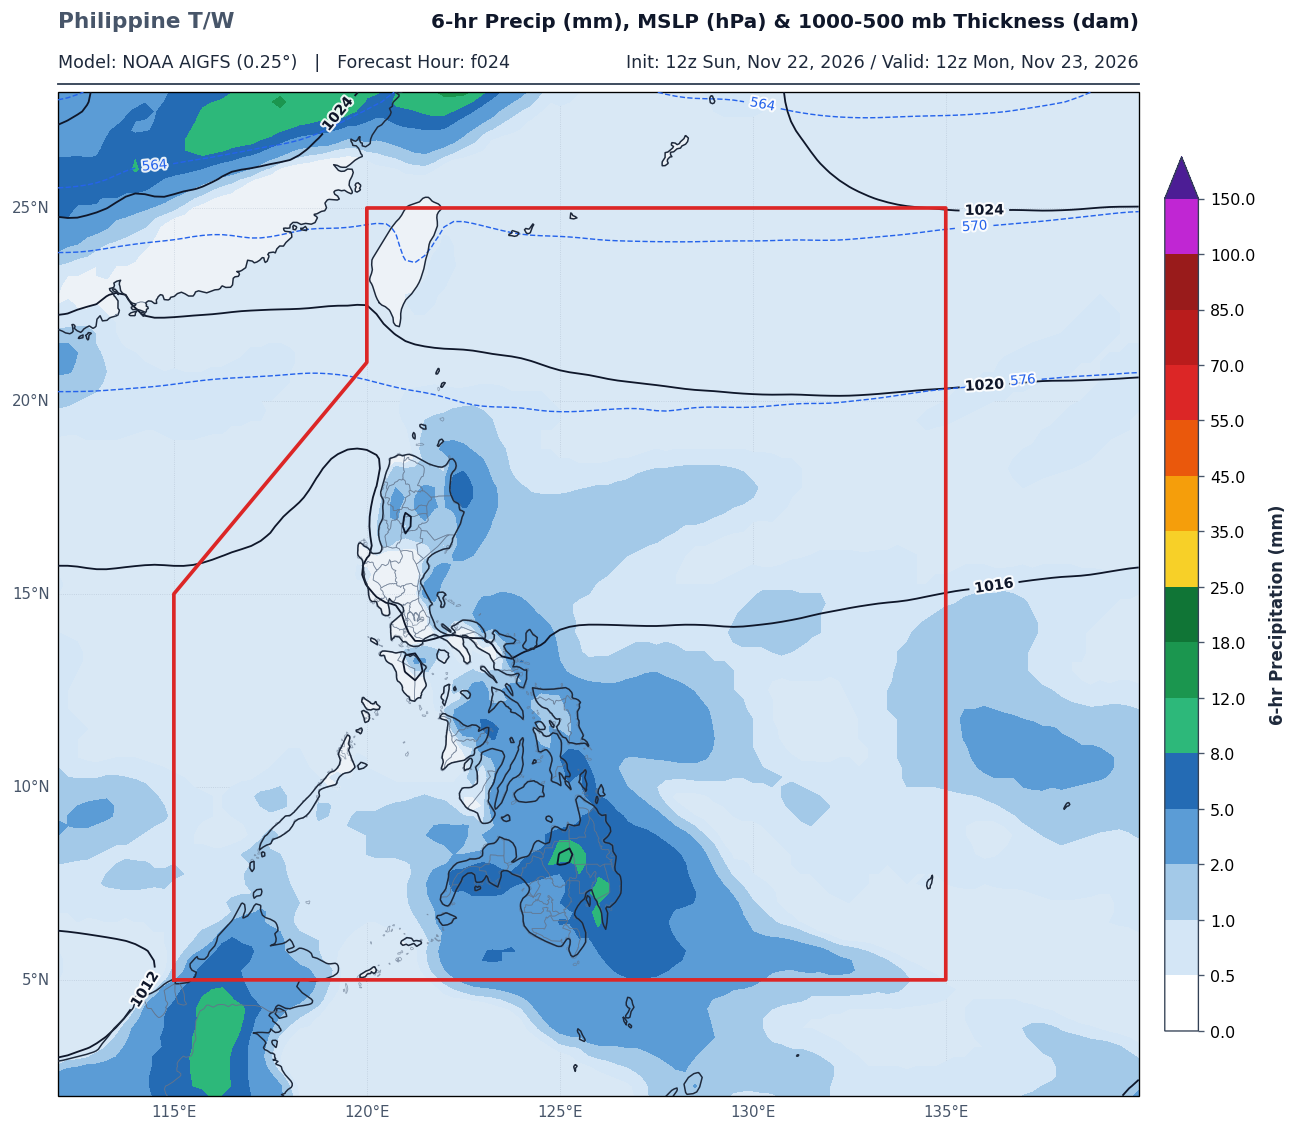 Philippine T/W
6-hr Precip (mm), MSLP (hPa) & 1000-500 mb Thickness (dam)
Model: NOAA AIGFS (0.25°) | Forecast Hour: f024
Init: 12z Sun, Nov 22, 2026 / Valid: 12z Mon, Nov 23, 2026
1024
564
564
25°N
1024
570
20°N
1020
576
15°N
1016
10°N
5°N
1012
115°E
120°E
125°E
130°E
135°E
150.0
100.0
85.0
70.0
55.0
45.0
35.0
25.0
18.0
12.0
8.0
5.0
2.0
1.0
0.5
0.0
6-hr Precipitation (mm)